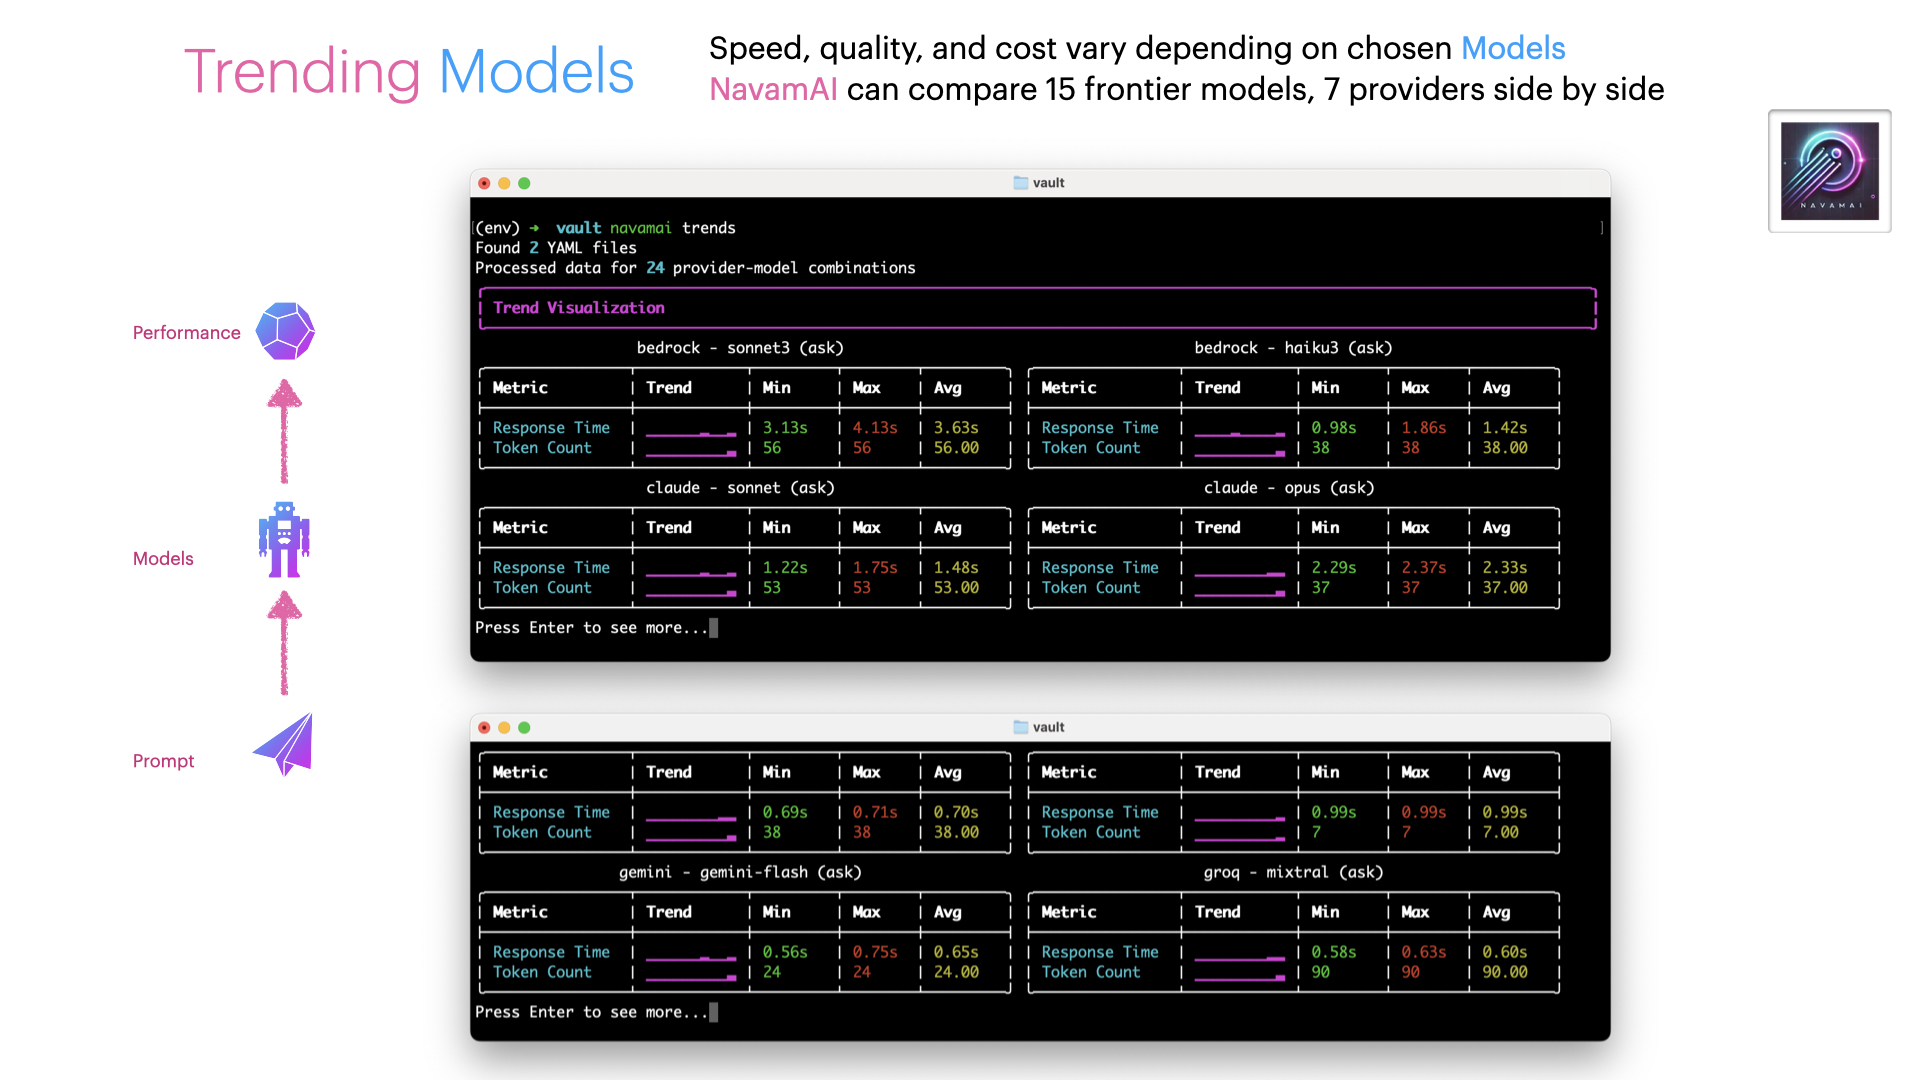 Trending Models
Speed, quality, and cost vary depending on chosen Models
NavamAI can compare 15 frontier models, 7 providers side by side
NAVAMAI
Performance
Models
Prompt
vault
(env) ➜ vault navamai trends
Found 2 YAML files
Processed data for 24 provider-model combinations
Trend Visualization
bedrock - sonnet3 (ask)
Metric Trend Min Max Avg
Response Time 3.13s 4.13s 3.63s
Token Count 56 56 56.00
bedrock - haiku3 (ask)
Metric Trend Min Max Avg
Response Time 0.98s 1.86s 1.42s
Token Count 38 38 38.00
claude - sonnet (ask)
Metric Trend Min Max Avg
Response Time 1.22s 1.75s 1.48s
Token Count 53 53 53.00
claude - opus (ask)
Metric Trend Min Max Avg
Response Time 2.29s 2.37s 2.33s
Token Count 37 37 37.00
Press Enter to see more...
vault
Metric Trend Min Max Avg
Response Time 0.69s 0.71s 0.70s
Token Count 38 38 38.00
Metric Trend Min Max Avg
Response Time 0.99s 0.99s 0.99s
Token Count 7 7 7.00
gemini - gemini-flash (ask)
Metric Trend Min Max Avg
Response Time 0.56s 0.75s 0.65s
Token Count 24 24 24.00
groq - mixtral (ask)
Metric Trend Min Max Avg
Response Time 0.58s 0.63s 0.60s
Token Count 90 90 90.00
Press Enter to see more...